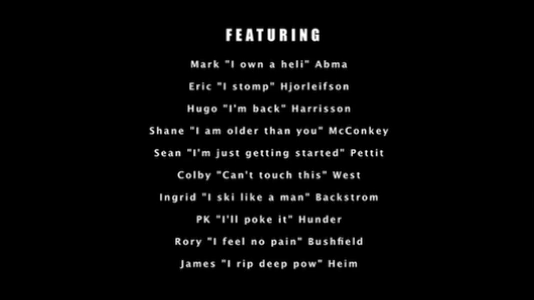 FEATURING
Mark "I own a heli" Abma
Eric "I stomp" Hjorleifson
Hugo "I'm back" Harrisson
Shane "I am older than you" McConkey
Sean "I'm just getting started" Pettit
Colby "Can't touch this" West
Ingrid "I ski like a man" Backstrom
PK "I'll poke it" Hunder
Rory "I feel no pain" Bushfield
James "I rip deep pow" Heim